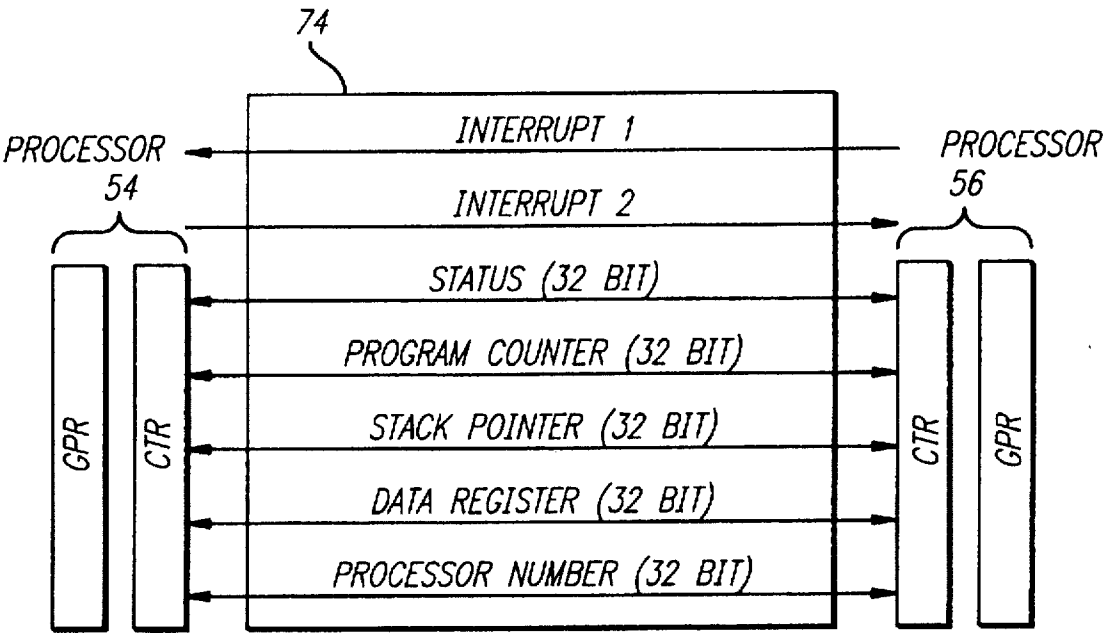 74
INTERRUPT 1
PROCESSOR
54
PROCESSOR
56
INTERRUPT 2
STATUS (32 BIT)
PROGRAM COUNTER (32 BIT)
STACK POINTER (32 BIT)
DATA REGISTER (32 BIT)
PROCESSOR NUMBER (32 BIT)
GPR
CTR
CTR
GPR